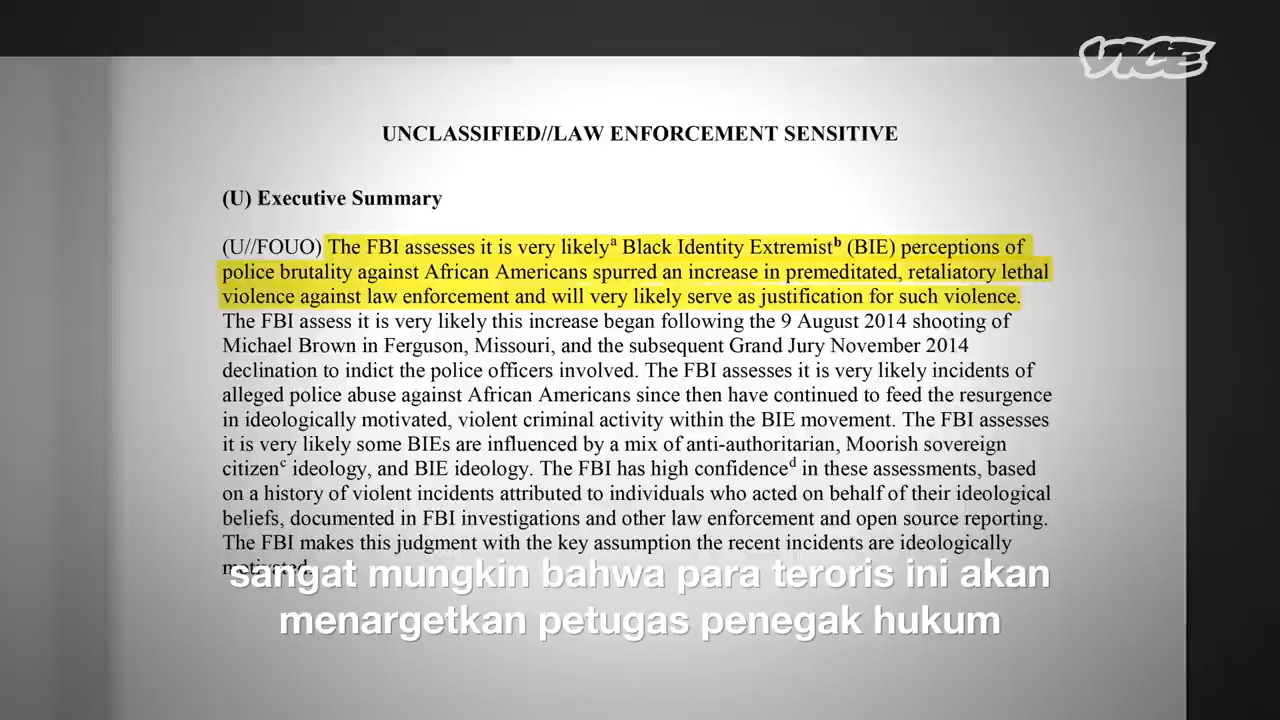 VICE
UNCLASSIFIED//LAW ENFORCEMENT SENSITIVE
(U) Executive Summary
(U//FOUO) The FBI assesses it is very likelyᵃ Black Identity Extremistᵇ (BIE) perceptions of
police brutality against African Americans spurred an increase in premeditated, retaliatory lethal
violence against law enforcement and will very likely serve as justification for such violence.
The FBI assess it is very likely this increase began following the 9 August 2014 shooting of
Michael Brown in Ferguson, Missouri, and the subsequent Grand Jury November 2014
declination to indict the police officers involved. The FBI assesses it is very likely incidents of
alleged police abuse against African Americans since then have continued to feed the resurgence
in ideologically motivated, violent criminal activity within the BIE movement. The FBI assesses
it is very likely some BIEs are influenced by a mix of anti-authoritarian, Moorish sovereign
citizenᶜ ideology, and BIE ideology. The FBI has high confidenceᵈ in these assessments, based
on a history of violent incidents attributed to individuals who acted on behalf of their ideological
beliefs, documented in FBI investigations and other law enforcement and open source reporting.
The FBI makes this judgment with the key assumption the recent incidents are ideologically
motivated.
sangat mungkin bahwa para teroris ini akan
menargetkan petugas penegak hukum